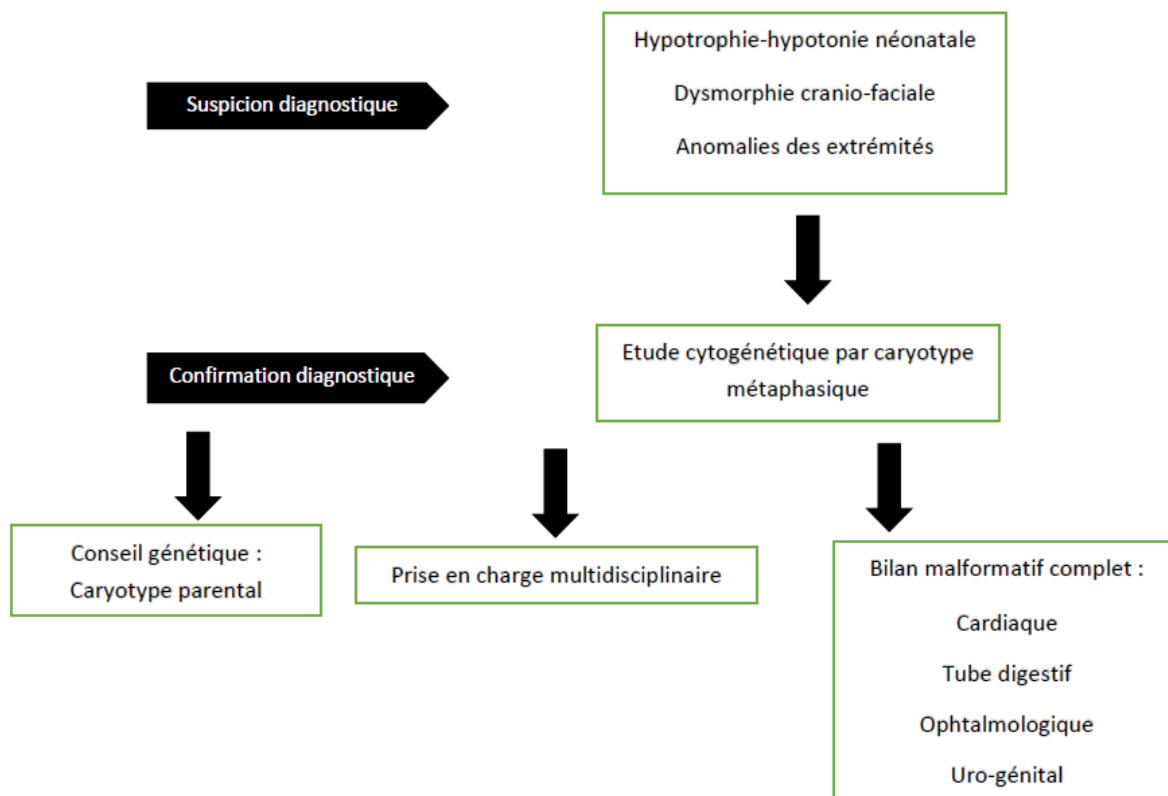 Hypotrophie-hypotonie néonatale
Suspicion diagnostique
Dysmorphie cranio-faciale
Anomalies des extrémités
Etude cytogénétique par caryotype
métaphasique
Confirmation diagnostique
Conseil génétique :
Caryotype parental
Prise en charge multidisciplinaire
Bilan malformatif complet :
Cardiaque
Tube digestif
Ophtalmologique
Uro-génital